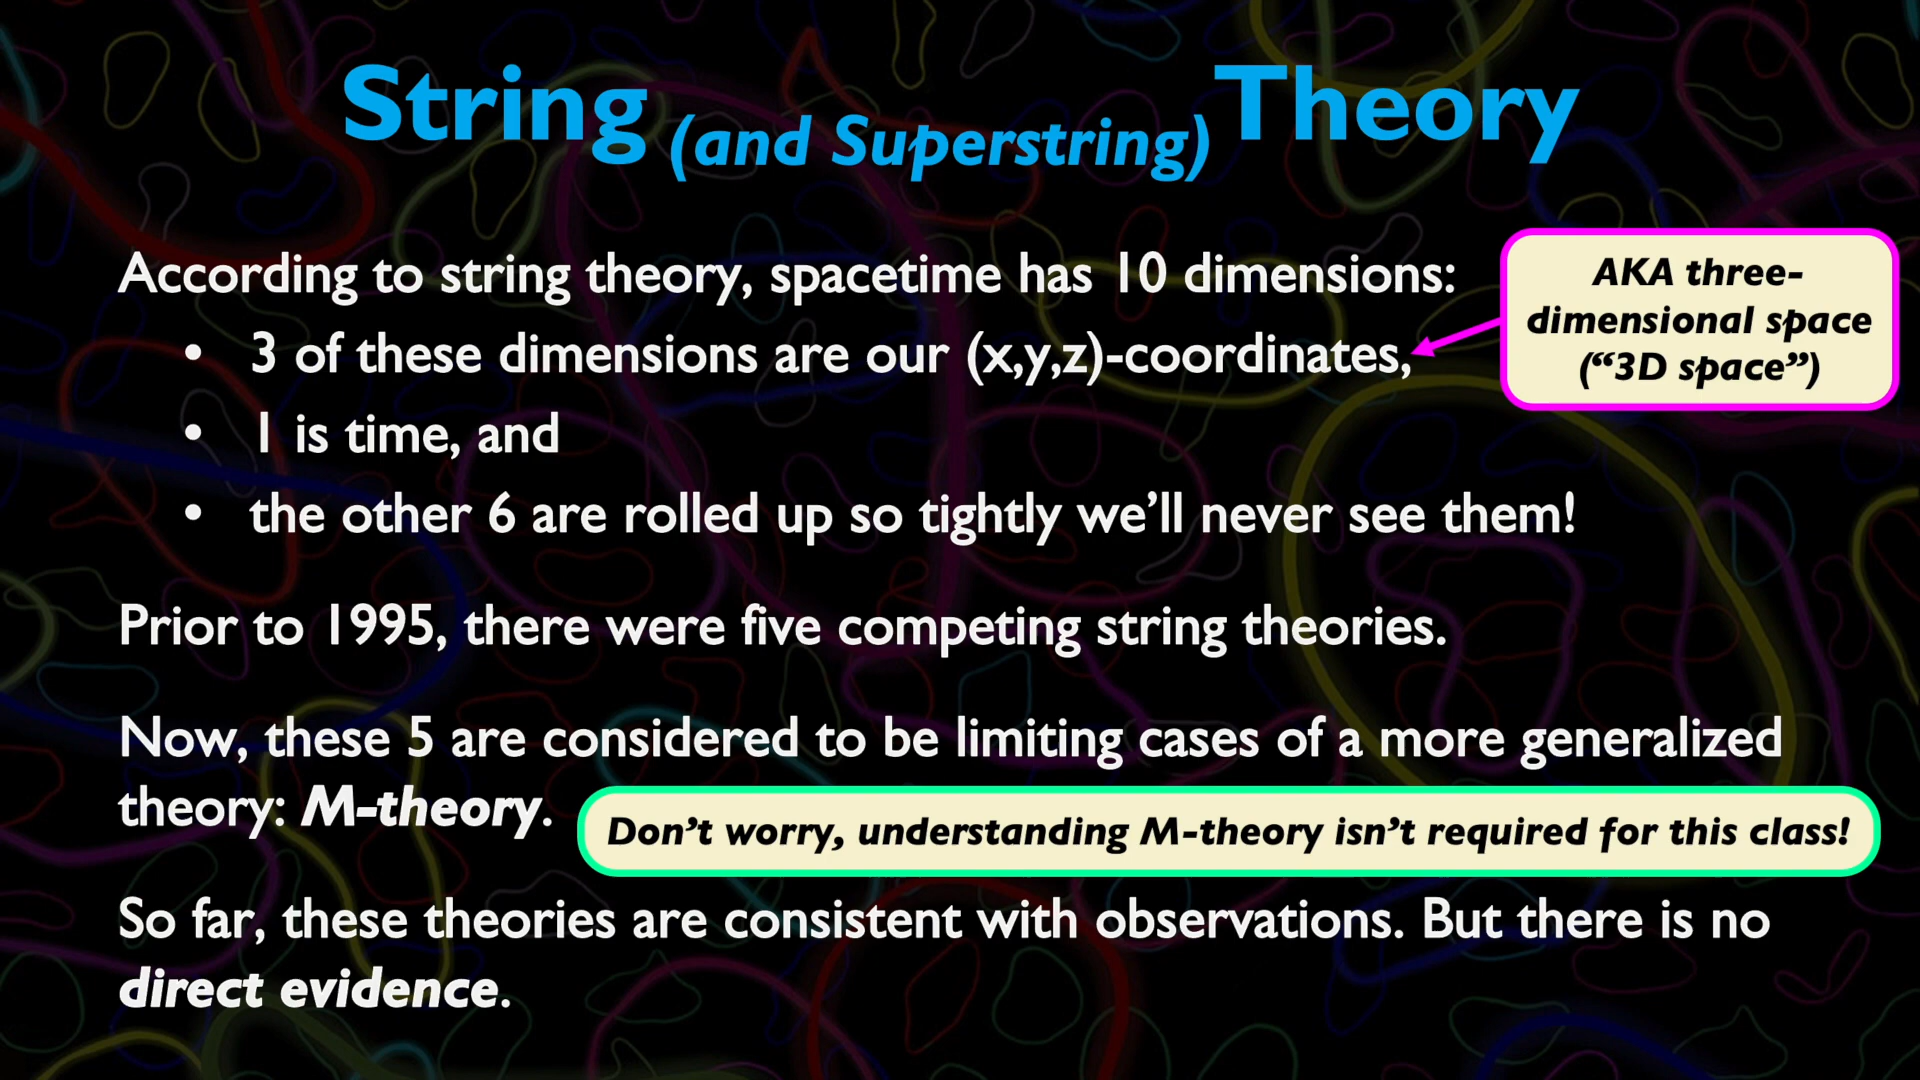 String (and Superstring) Theory
According to string theory, spacetime has 10 dimensions:
• 3 of these dimensions are our (x,y,z)-coordinates,
AKA three-
dimensional space
(“3D space”)
• 1 is time, and
• the other 6 are rolled up so tightly we’ll never see them!
Prior to 1995, there were five competing string theories.
Now, these 5 are considered to be limiting cases of a more generalized
theory: M-theory.
Don’t worry, understanding M-theory isn’t required for this class!
So far, these theories are consistent with observations. But there is no
direct evidence.